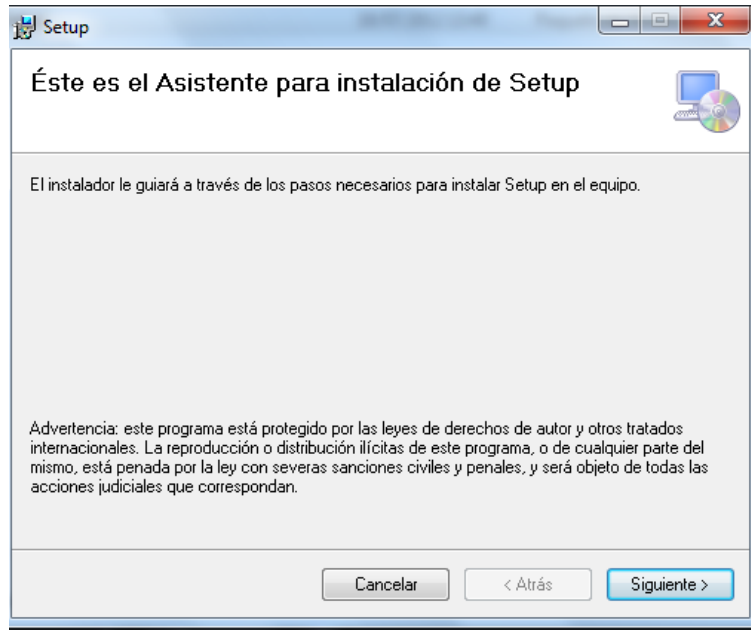 Setup
Éste es el Asistente para instalación de Setup
El instalador le guiará a través de los pasos necesarios para instalar Setup en el equipo.
Advertencia: este programa está protegido por las leyes de derechos de autor y otros tratados
internacionales. La reproducción o distribución ilícitas de este programa, o de cualquier parte del
mismo, está penada por la ley con severas sanciones civiles y penales, y será objeto de todas las
acciones judiciales que correspondan.
Cancelar
< Atrás
Siguiente >